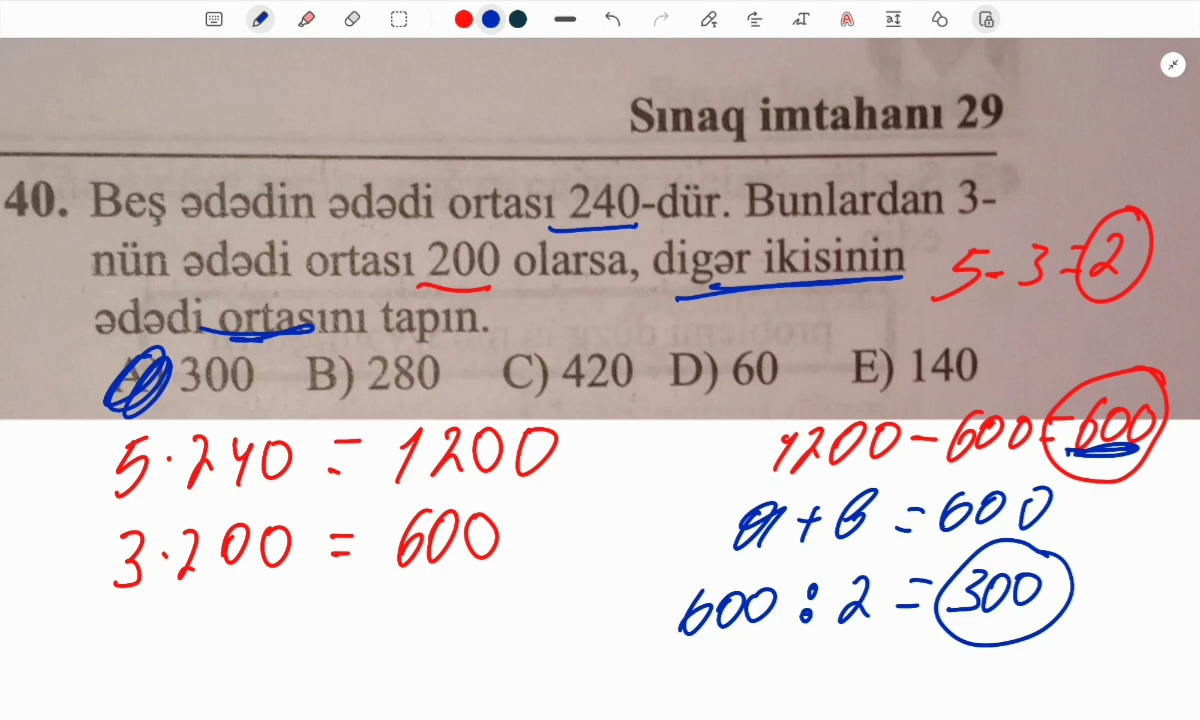 Sınaq imtahanı 29
40. Beş ədədin ədədi ortası 240-dür. Bunlardan 3-
nün ədədi ortası 200 olarsa, digər ikisinin
ədədi ortasını tapın.
A) 300 B) 280 C) 420 D) 60 E) 140
5 - 3 = 2
5 · 240 = 1200
3 · 200 = 600
1200 - 600 = 600
a + b = 600
600 : 2 = 300